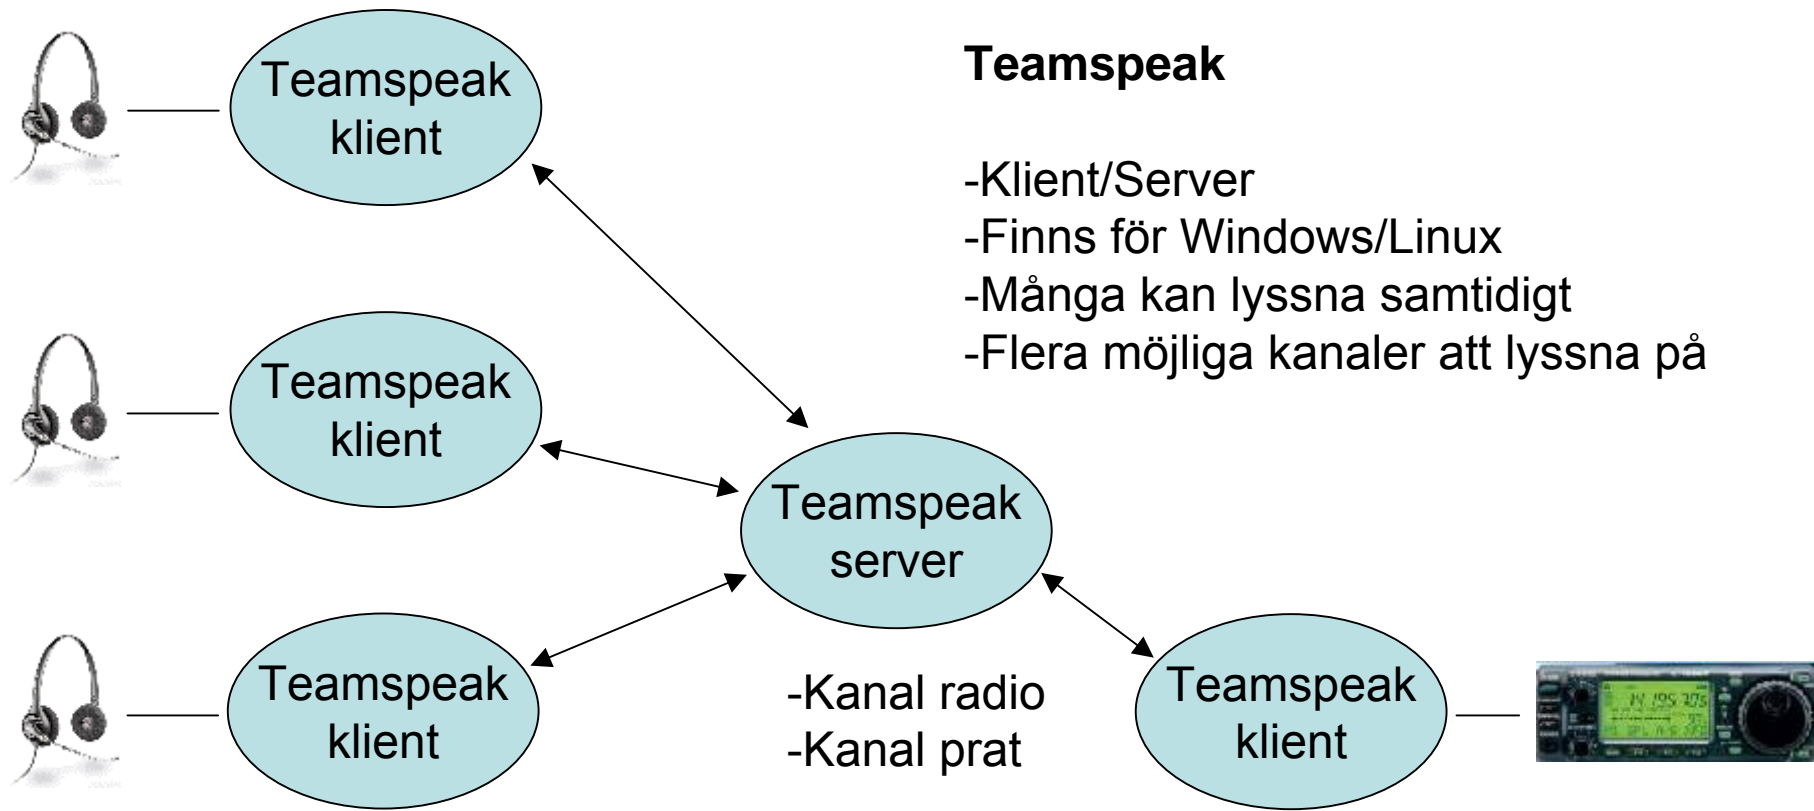 Teamspeak
klient
Teamspeak
-Klient/Server
-Finns för Windows/Linux
-Många kan lyssna samtidigt
-Flera möjliga kanaler att lyssna på
Teamspeak
klient
Teamspeak
server
Teamspeak
klient
-Kanal radio
-Kanal prat
Teamspeak
klient